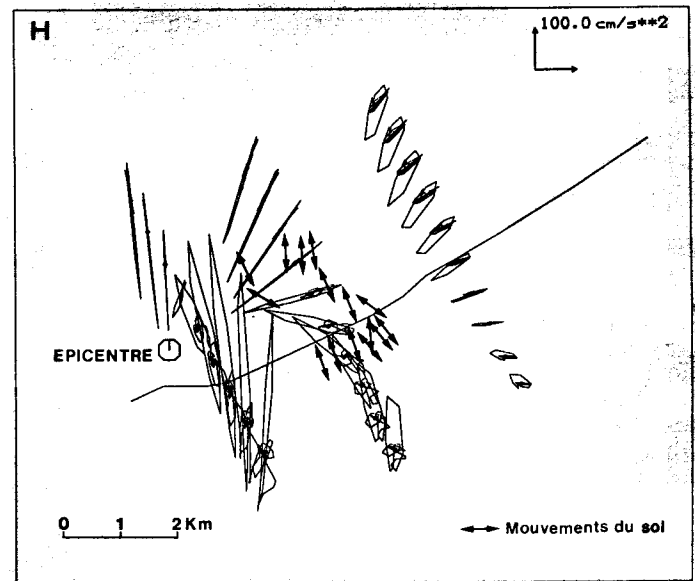 H
100.0 cm/s**2
EPICENTRE
0 1 2 Km
Mouvements du sol